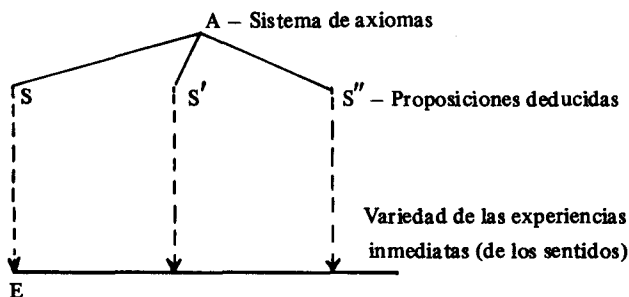 A – Sistema de axiomas
S
S′
S″ – Proposiciones deducidas
Variedad de las experiencias
inmediatas (de los sentidos)
E